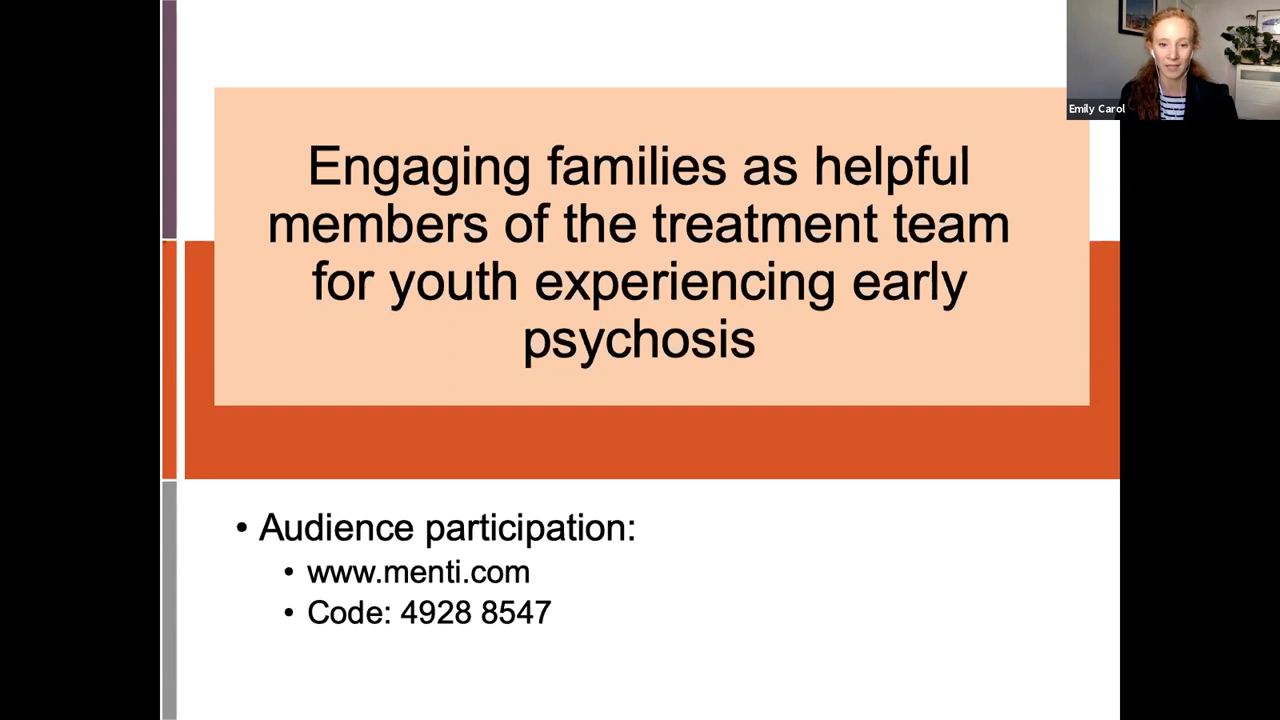 Emily Carol
Engaging families as helpful
members of the treatment team
for youth experiencing early
psychosis
• Audience participation:
• www.menti.com
• Code: 4928 8547